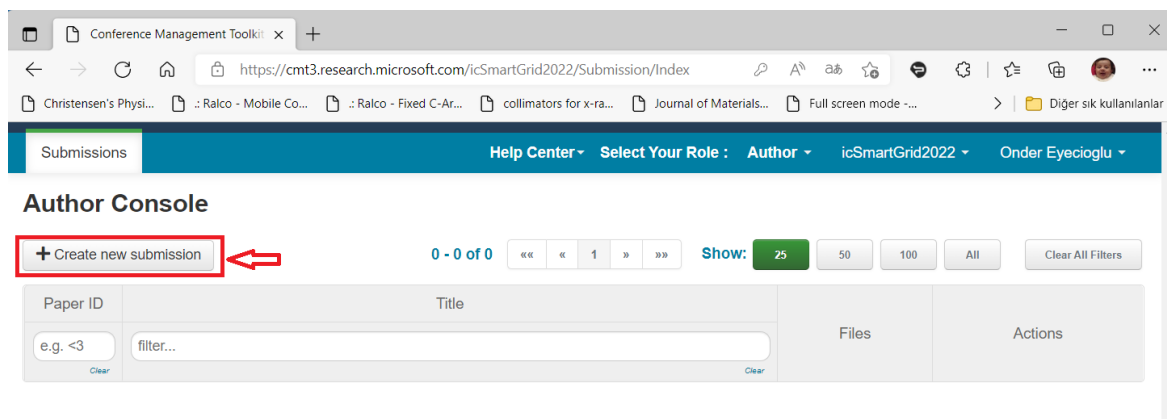 Conference Management Toolkit
https://cmt3.research.microsoft.com/icSmartGrid2022/Submission/Index
Christensen's Physi... .: Ralco - Mobile Co... .: Ralco - Fixed C-Ar... collimators for x-ra... Journal of Materials... Full screen mode -... Diğer sık kullanılanlar
Submissions Help Center Select Your Role : Author icSmartGrid2022 Onder Eyecioglu
Author Console
+ Create new submission 0 - 0 of 0 «« « 1 » »» Show: 25 50 100 All Clear All Filters
Paper ID Title Files Actions
e.g. <3 filter...
Clear Clear